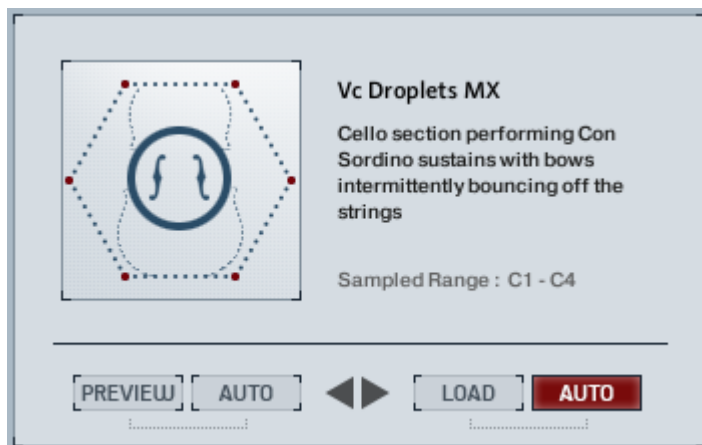 Vc Droplets MX
Cello section performing Con
Sordino sustains with bows
intermittently bouncing off the
strings
Sampled Range : C1 - C4
PREVIEW AUTO LOAD AUTO